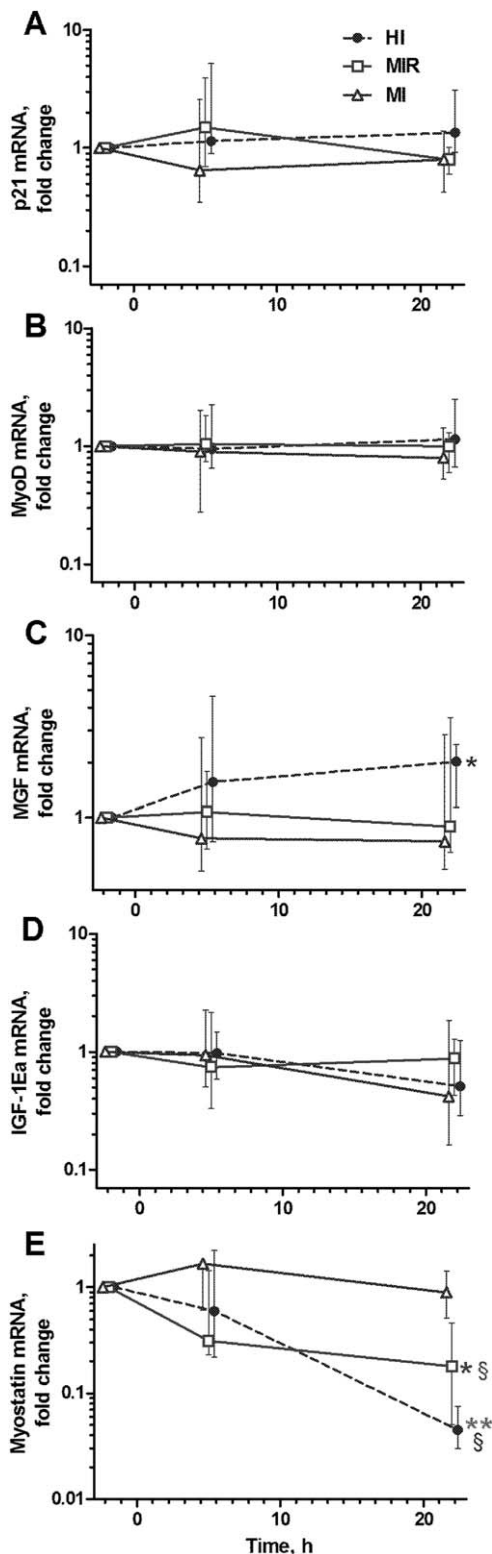 A
HI
MIR
MI
10
1
0.1
p21 mRNA,
fold change
0 10 20
B
10
1
0.1
MyoD mRNA,
fold change
0 10 20
C
10
1
MGF mRNA,
fold change
*
0 10 20
D
10
1
0.1
IGF-1Ea mRNA,
fold change
0 10 20
E
1
0.1
0.01
Myostatin mRNA,
fold change
* §
**
§
0 10 20
Time, h